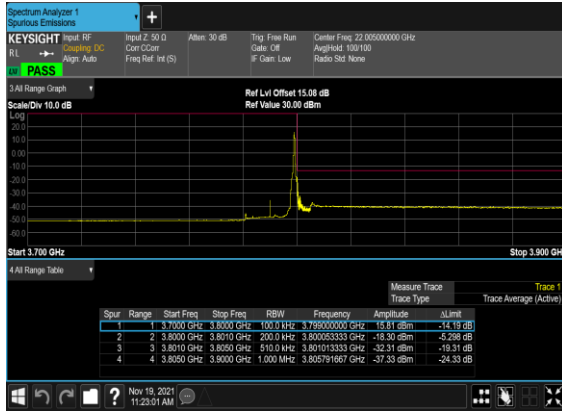 Spectrum Analyzer 1
Spurious Emissions
KEYSIGHT Input: RF Input Z: 50 Ω Atten: 30 dB Trig: Free Run Center Freq: 22.005000000 GHz
RL Coupling: DC Corr CCorr Gate: Off Avg|Hold: 100/100
Align: Auto Freq Ref: Int (S) IF Gain: Low Radio Std: None
PASS
3 All Range Graph Ref Lvl Offset 15.08 dB
Scale/Div 10.0 dB Ref Value 30.00 dBm
Log
20.0
10.0
0.00
-10.0
-20.0
-30.0
-40.0
-50.0
-60.0
Start 3.700 GHz Stop 3.900 GH
4 All Range Table
Measure Trace Trace 1
Trace Type Trace Average (Active)
Spur Range Start Freq Stop Freq RBW Frequency Amplitude ΔLimit
1 1 3.7000 GHz 3.8000 GHz 100.0 kHz 3.799000000 GHz 15.81 dBm -14.19 dB
2 2 3.8000 GHz 3.8010 GHz 200.0 kHz 3.800053333 GHz -18.30 dBm -5.298 dB
3 3 3.8010 GHz 3.8050 GHz 510.0 kHz 3.801013333 GHz -32.31 dBm -19.31 dB
4 4 3.8050 GHz 3.9000 GHz 1.000 MHz 3.805791667 GHz -37.33 dBm -24.33 dB
? Nov 19, 2021
11:23:01 AM